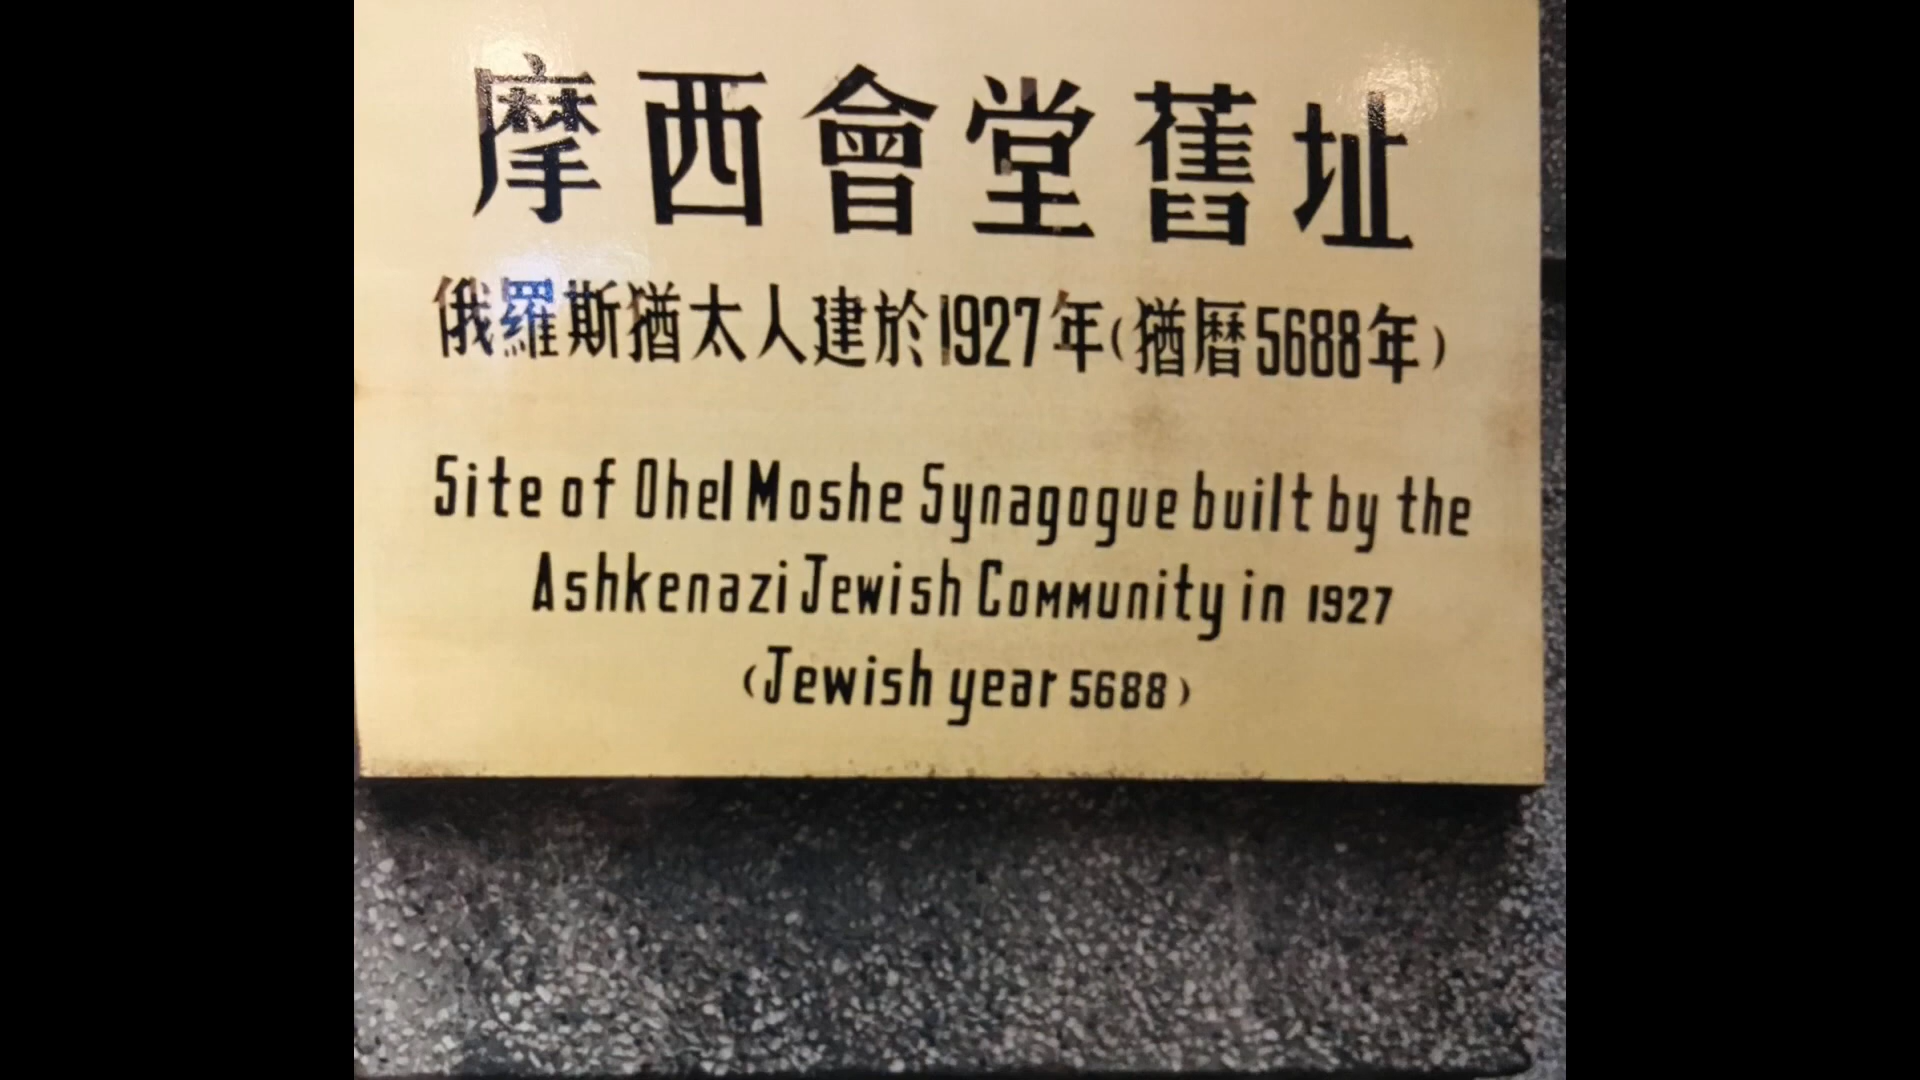 摩西會堂舊址
俄羅斯猶太人建於1927年(猶曆5688年)
Site of Ohel Moshe Synagogue built by the
Ashkenazi Jewish Community in 1927
(Jewish year 5688)